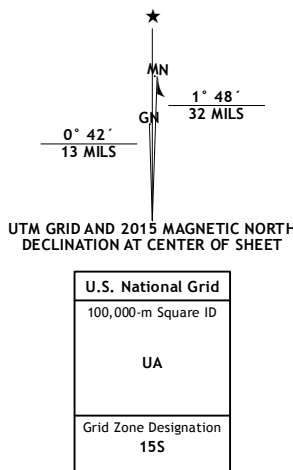 MN
GN
1° 48´
32 MILS
0° 42´
13 MILS
UTM GRID AND 2015 MAGNETIC NORTH
DECLINATION AT CENTER OF SHEET
U.S. National Grid
100,000-m Square ID
UA
Grid Zone Designation
15S